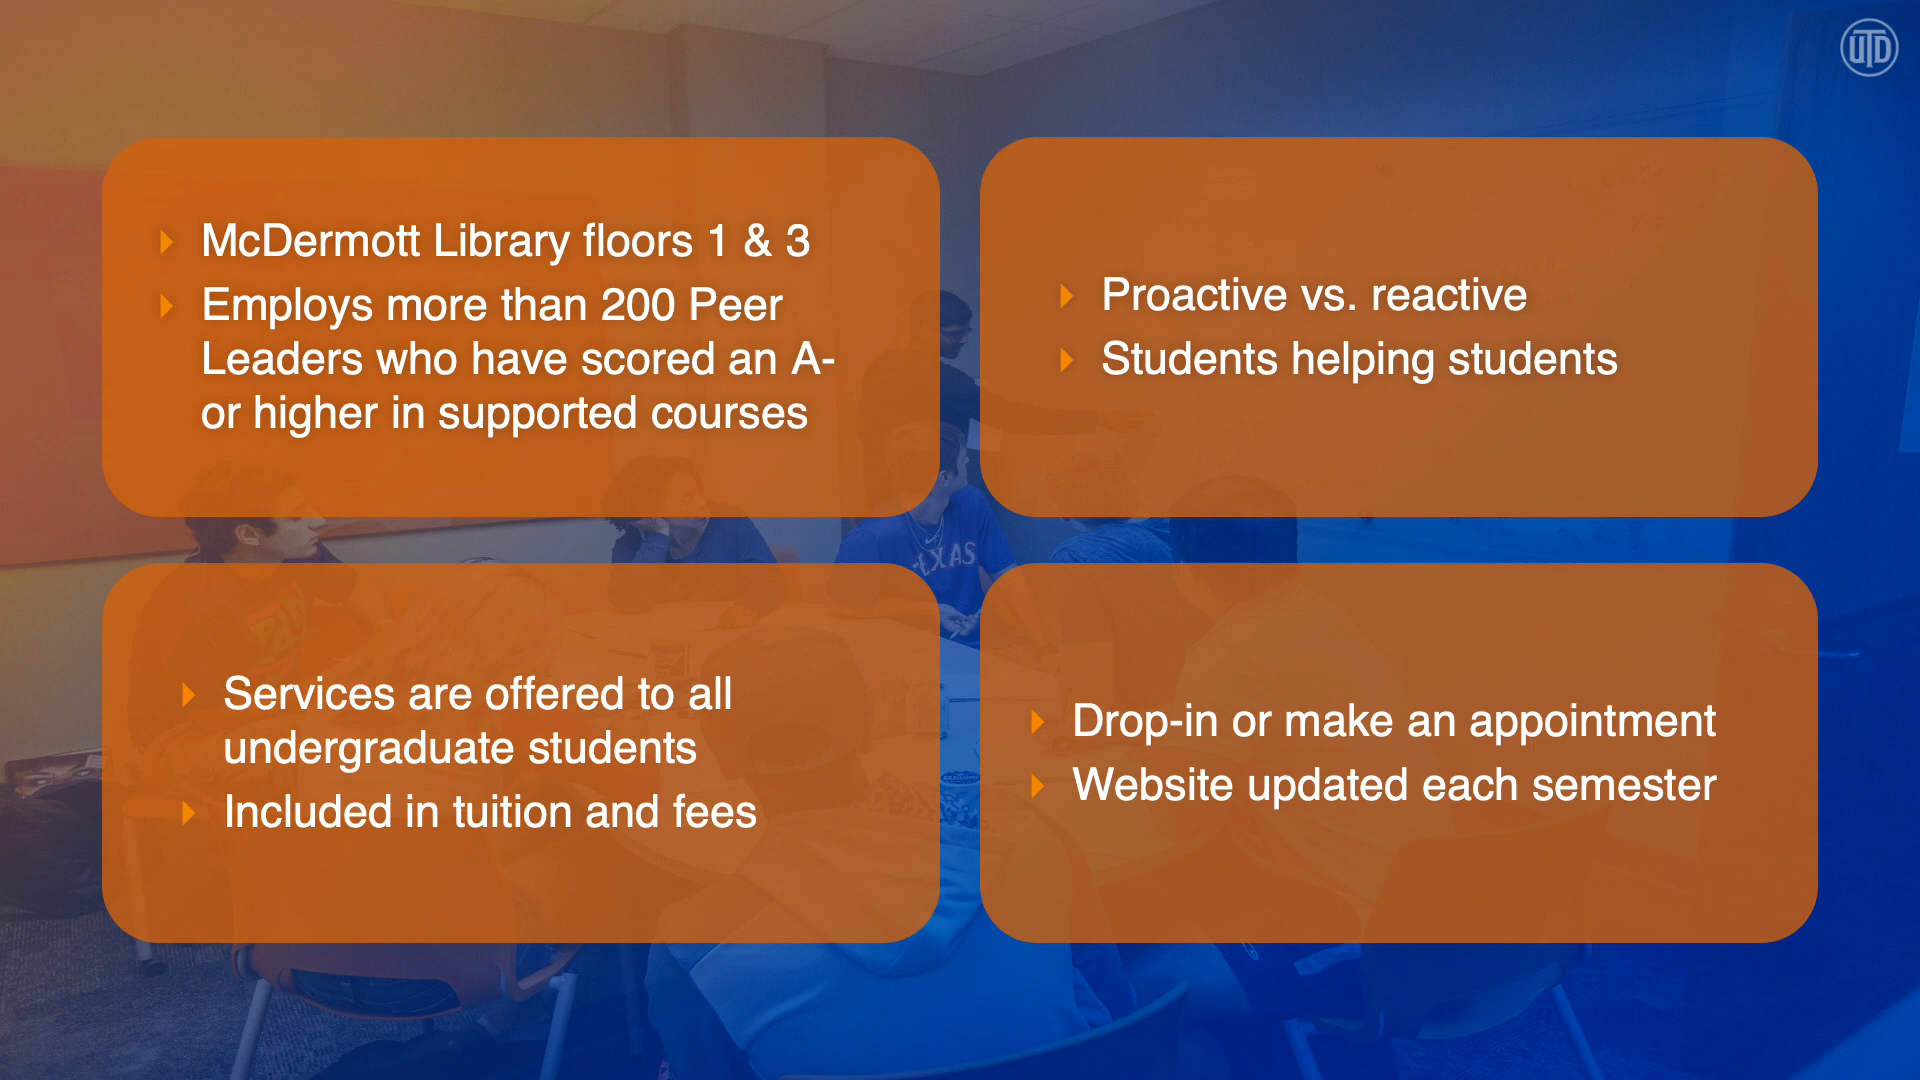 UTD
McDermott Library floors 1 & 3
Employs more than 200 Peer
Leaders who have scored an A-
or higher in supported courses
Proactive vs. reactive
Students helping students
TEXAS
Services are offered to all
undergraduate students
Included in tuition and fees
Drop-in or make an appointment
Website updated each semester